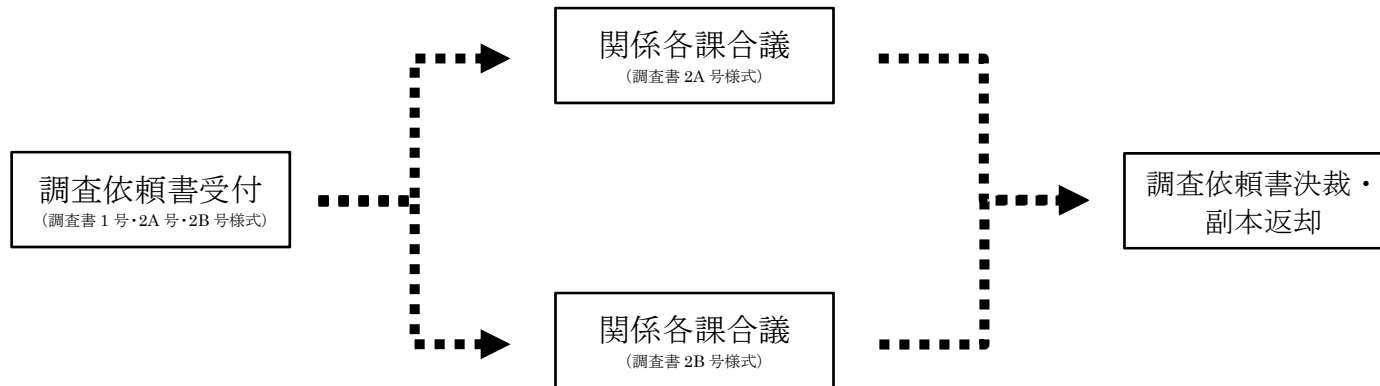 関係各課合議
(調査書 2A 号様式)
調査依頼書受付
(調査書 1 号・2A 号・2B 号様式)
調査依頼書決裁・
副本返却
関係各課合議
(調査書 2B 号様式)